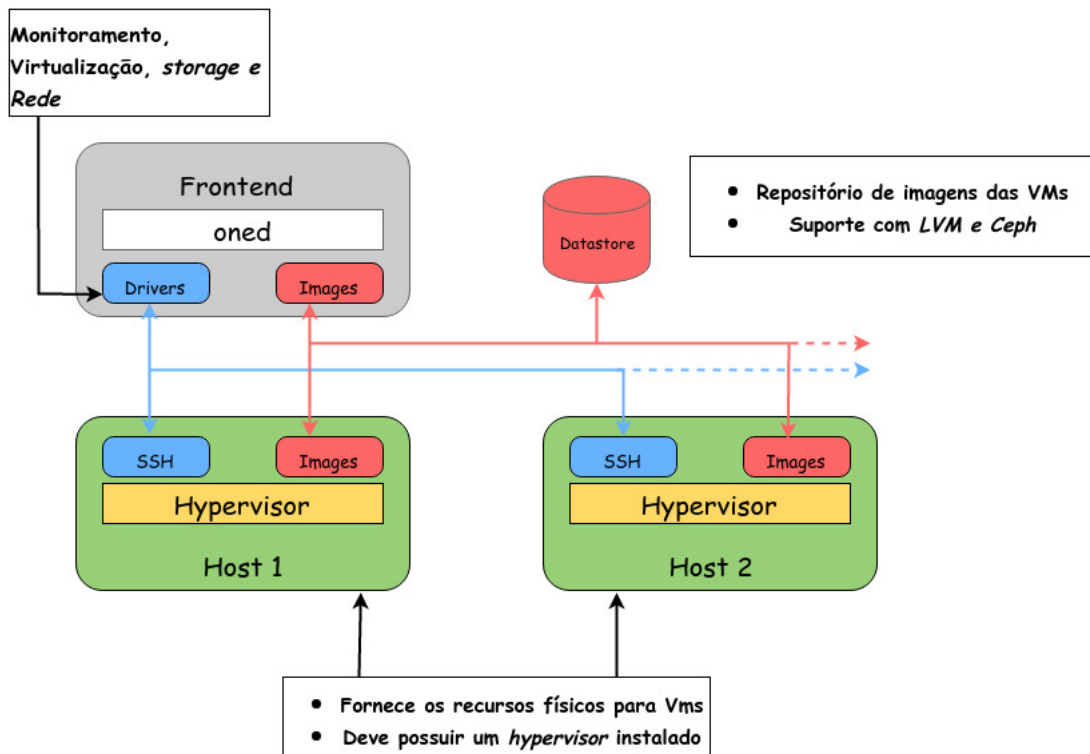 Monitoramento,
Virtualização, storage e
Rede
Frontend
oned
Drivers
Images
Datastore
• Repositório de imagens das VMs
• Suporte com LVM e Ceph
SSH
Images
Hypervisor
Host 1
SSH
Images
Hypervisor
Host 2
• Fornece os recursos físicos para Vms
• Deve possuir um hypervisor instalado